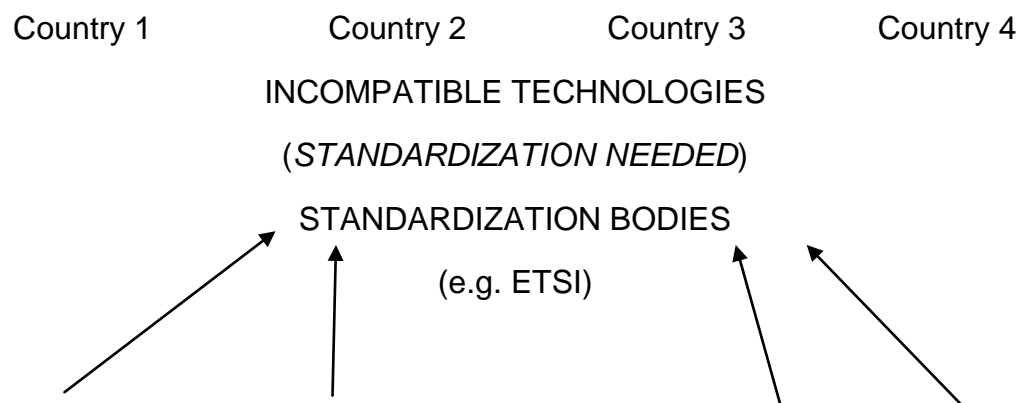 Country 1 Country 2 Country 3 Country 4
INCOMPATIBLE TECHNOLOGIES
(STANDARDIZATION NEEDED)
STANDARDIZATION BODIES
(e.g. ETSI)